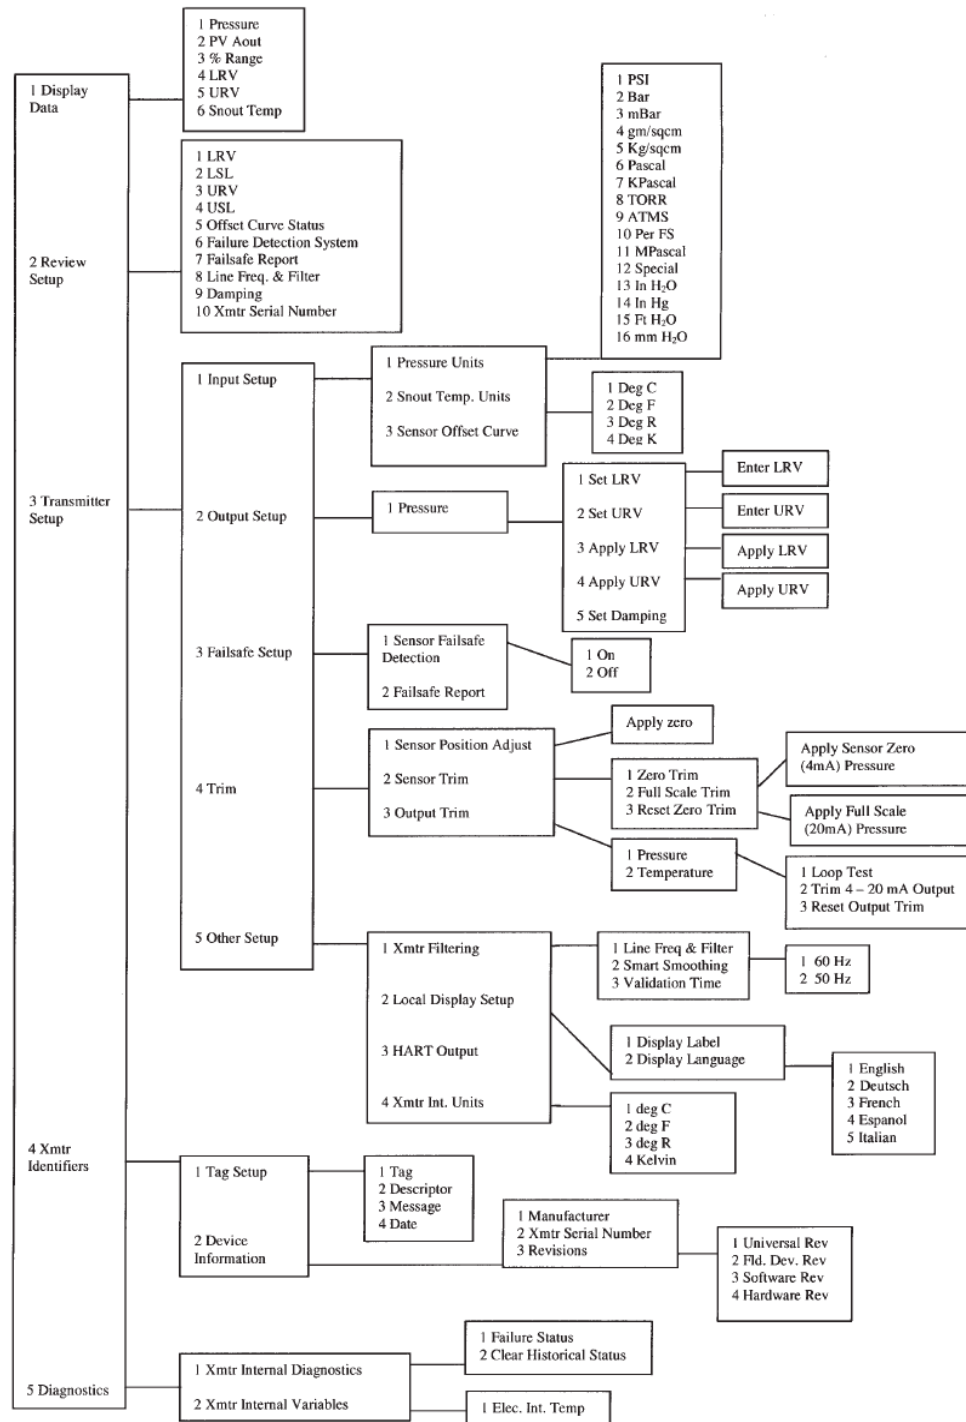 1 Pressure
2 PV Aout
3 % Range
4 LRV
5 URV
6 Snout Temp
1 Display
Data
1 LRV
2 LSL
3 URV
4 USL
5 Offset Curve Status
6 Failure Detection System
7 Failsafe Report
8 Line Freq. & Filter
9 Damping
10 Xmtr Serial Number
2 Review
Setup
1 PSI
2 Bar
3 mBar
4 gm/sqcm
5 Kg/sqcm
6 Pascal
7 KPascal
8 TORR
9 ATMS
10 Per FS
11 MPascal
12 Special
13 In H₂O
14 In Hg
15 Ft H₂O
16 mm H₂O
3 Transmitter
Setup
1 Input Setup
1 Pressure Units
2 Snout Temp. Units
3 Sensor Offset Curve
1 Deg C
2 Deg F
3 Deg R
4 Deg K
2 Output Setup
1 Pressure
1 Set LRV
2 Set URV
3 Apply LRV
4 Apply URV
5 Set Damping
Enter LRV
Enter URV
Apply LRV
Apply URV
3 Failsafe Setup
1 Sensor Failsafe
Detection
2 Failsafe Report
1 On
2 Off
4 Trim
1 Sensor Position Adjust
2 Sensor Trim
3 Output Trim
Apply zero
1 Zero Trim
2 Full Scale Trim
3 Reset Zero Trim
Apply Sensor Zero
(4mA) Pressure
Apply Full Scale
(20mA) Pressure
1 Pressure
2 Temperature
1 Loop Test
2 Trim 4 – 20 mA Output
3 Reset Output Trim
5 Other Setup
1 Xmtr Filtering
2 Local Display Setup
3 HART Output
4 Xmtr Int. Units
1 Line Freq & Filter
2 Smart Smoothing
3 Validation Time
1 60 Hz
2 50 Hz
1 Display Label
2 Display Language
1 English
2 Deutsch
3 French
4 Espanol
5 Italian
1 deg C
2 deg F
3 deg R
4 Kelvin
4 Xmtr
Identifiers
1 Tag Setup
2 Device
Information
1 Tag
2 Descriptor
3 Message
4 Date
1 Manufacturer
2 Xmtr Serial Number
3 Revisions
1 Universal Rev
2 Fld. Dev. Rev
3 Software Rev
4 Hardware Rev
5 Diagnostics
1 Xmtr Internal Diagnostics
2 Xmtr Internal Variables
1 Failure Status
2 Clear Historical Status
1 Elec. Int. Temp